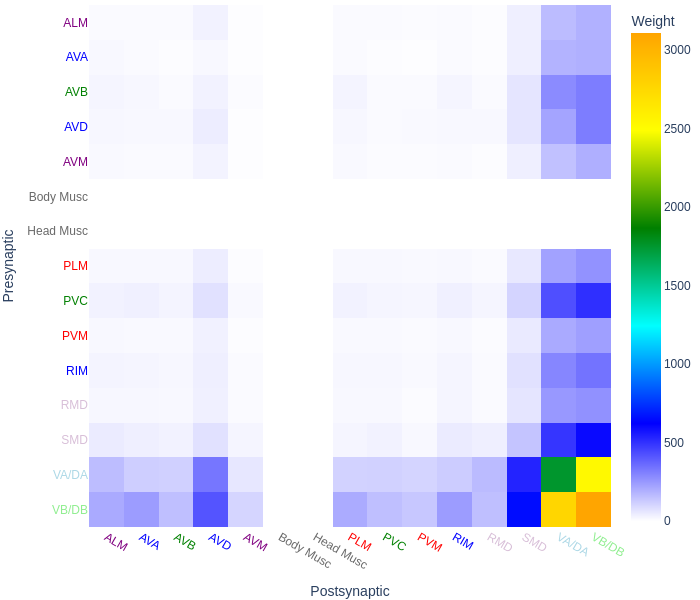 Weight
ALM
AVA
AVB
AVD
AVM
Body Musc
Head Musc
PLM
PVC
PVM
RIM
RMD
SMD
VA/DA
VB/DB
Presynaptic
3000
2500
2000
1500
1000
500
0
ALM
AVA
AVB
AVD
AVM
Body Musc
Head Musc
PLM
PVC
PVM
RIM
RMD
SMD
VA/DA
VB/DB
Postsynaptic